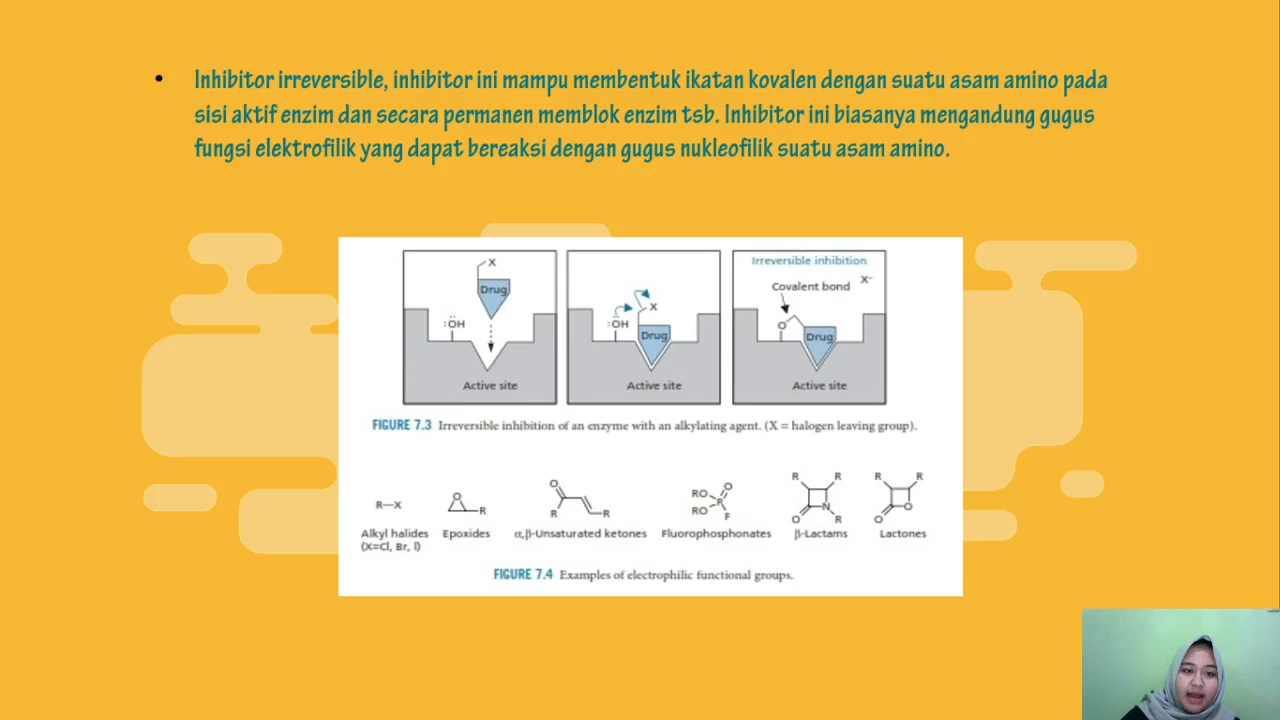 • Inhibitor irreversible, inhibitor ini mampu membentuk ikatan kovalen dengan suatu asam amino pada
sisi aktif enzim dan secara permanen memblok enzim tsb. Inhibitor ini biasanya mengandung gugus
fungsi elektrofilik yang dapat bereaksi dengan gugus nukleofilik suatu asam amino.
X
Drug
:ÖH
Active site
X
:ÖH
Drug
Active site
Irreversible inhibition
X⁻
Covalent bond
O
Drug
Active site
FIGURE 7.3 Irreversible inhibition of an enzyme with an alkylating agent. (X = halogen leaving group).
R—X
Alkyl halides
(X=Cl, Br, I)
O
R
Epoxides
O
R
R
α,β-Unsaturated ketones
RO
O
P
RO
F
Fluorophosphonates
R
R
N
O
R
β-Lactams
R
R
O
O
Lactones
FIGURE 7.4 Examples of electrophilic functional groups.